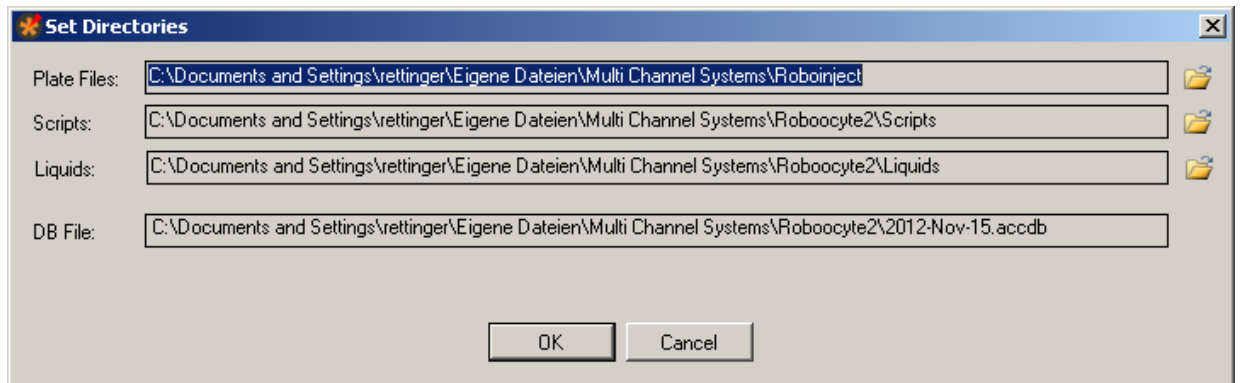 Set Directories
Plate Files: C:\Documents and Settings\rettinger\Eigene Dateien\Multi Channel Systems\Roboinject
Scripts: C:\Documents and Settings\rettinger\Eigene Dateien\Multi Channel Systems\Roboocyte2\Scripts
Liquids: C:\Documents and Settings\rettinger\Eigene Dateien\Multi Channel Systems\Roboocyte2\Liquids
DB File: C:\Documents and Settings\rettinger\Eigene Dateien\Multi Channel Systems\Roboocyte2\2012-Nov-15.accdb
OK Cancel